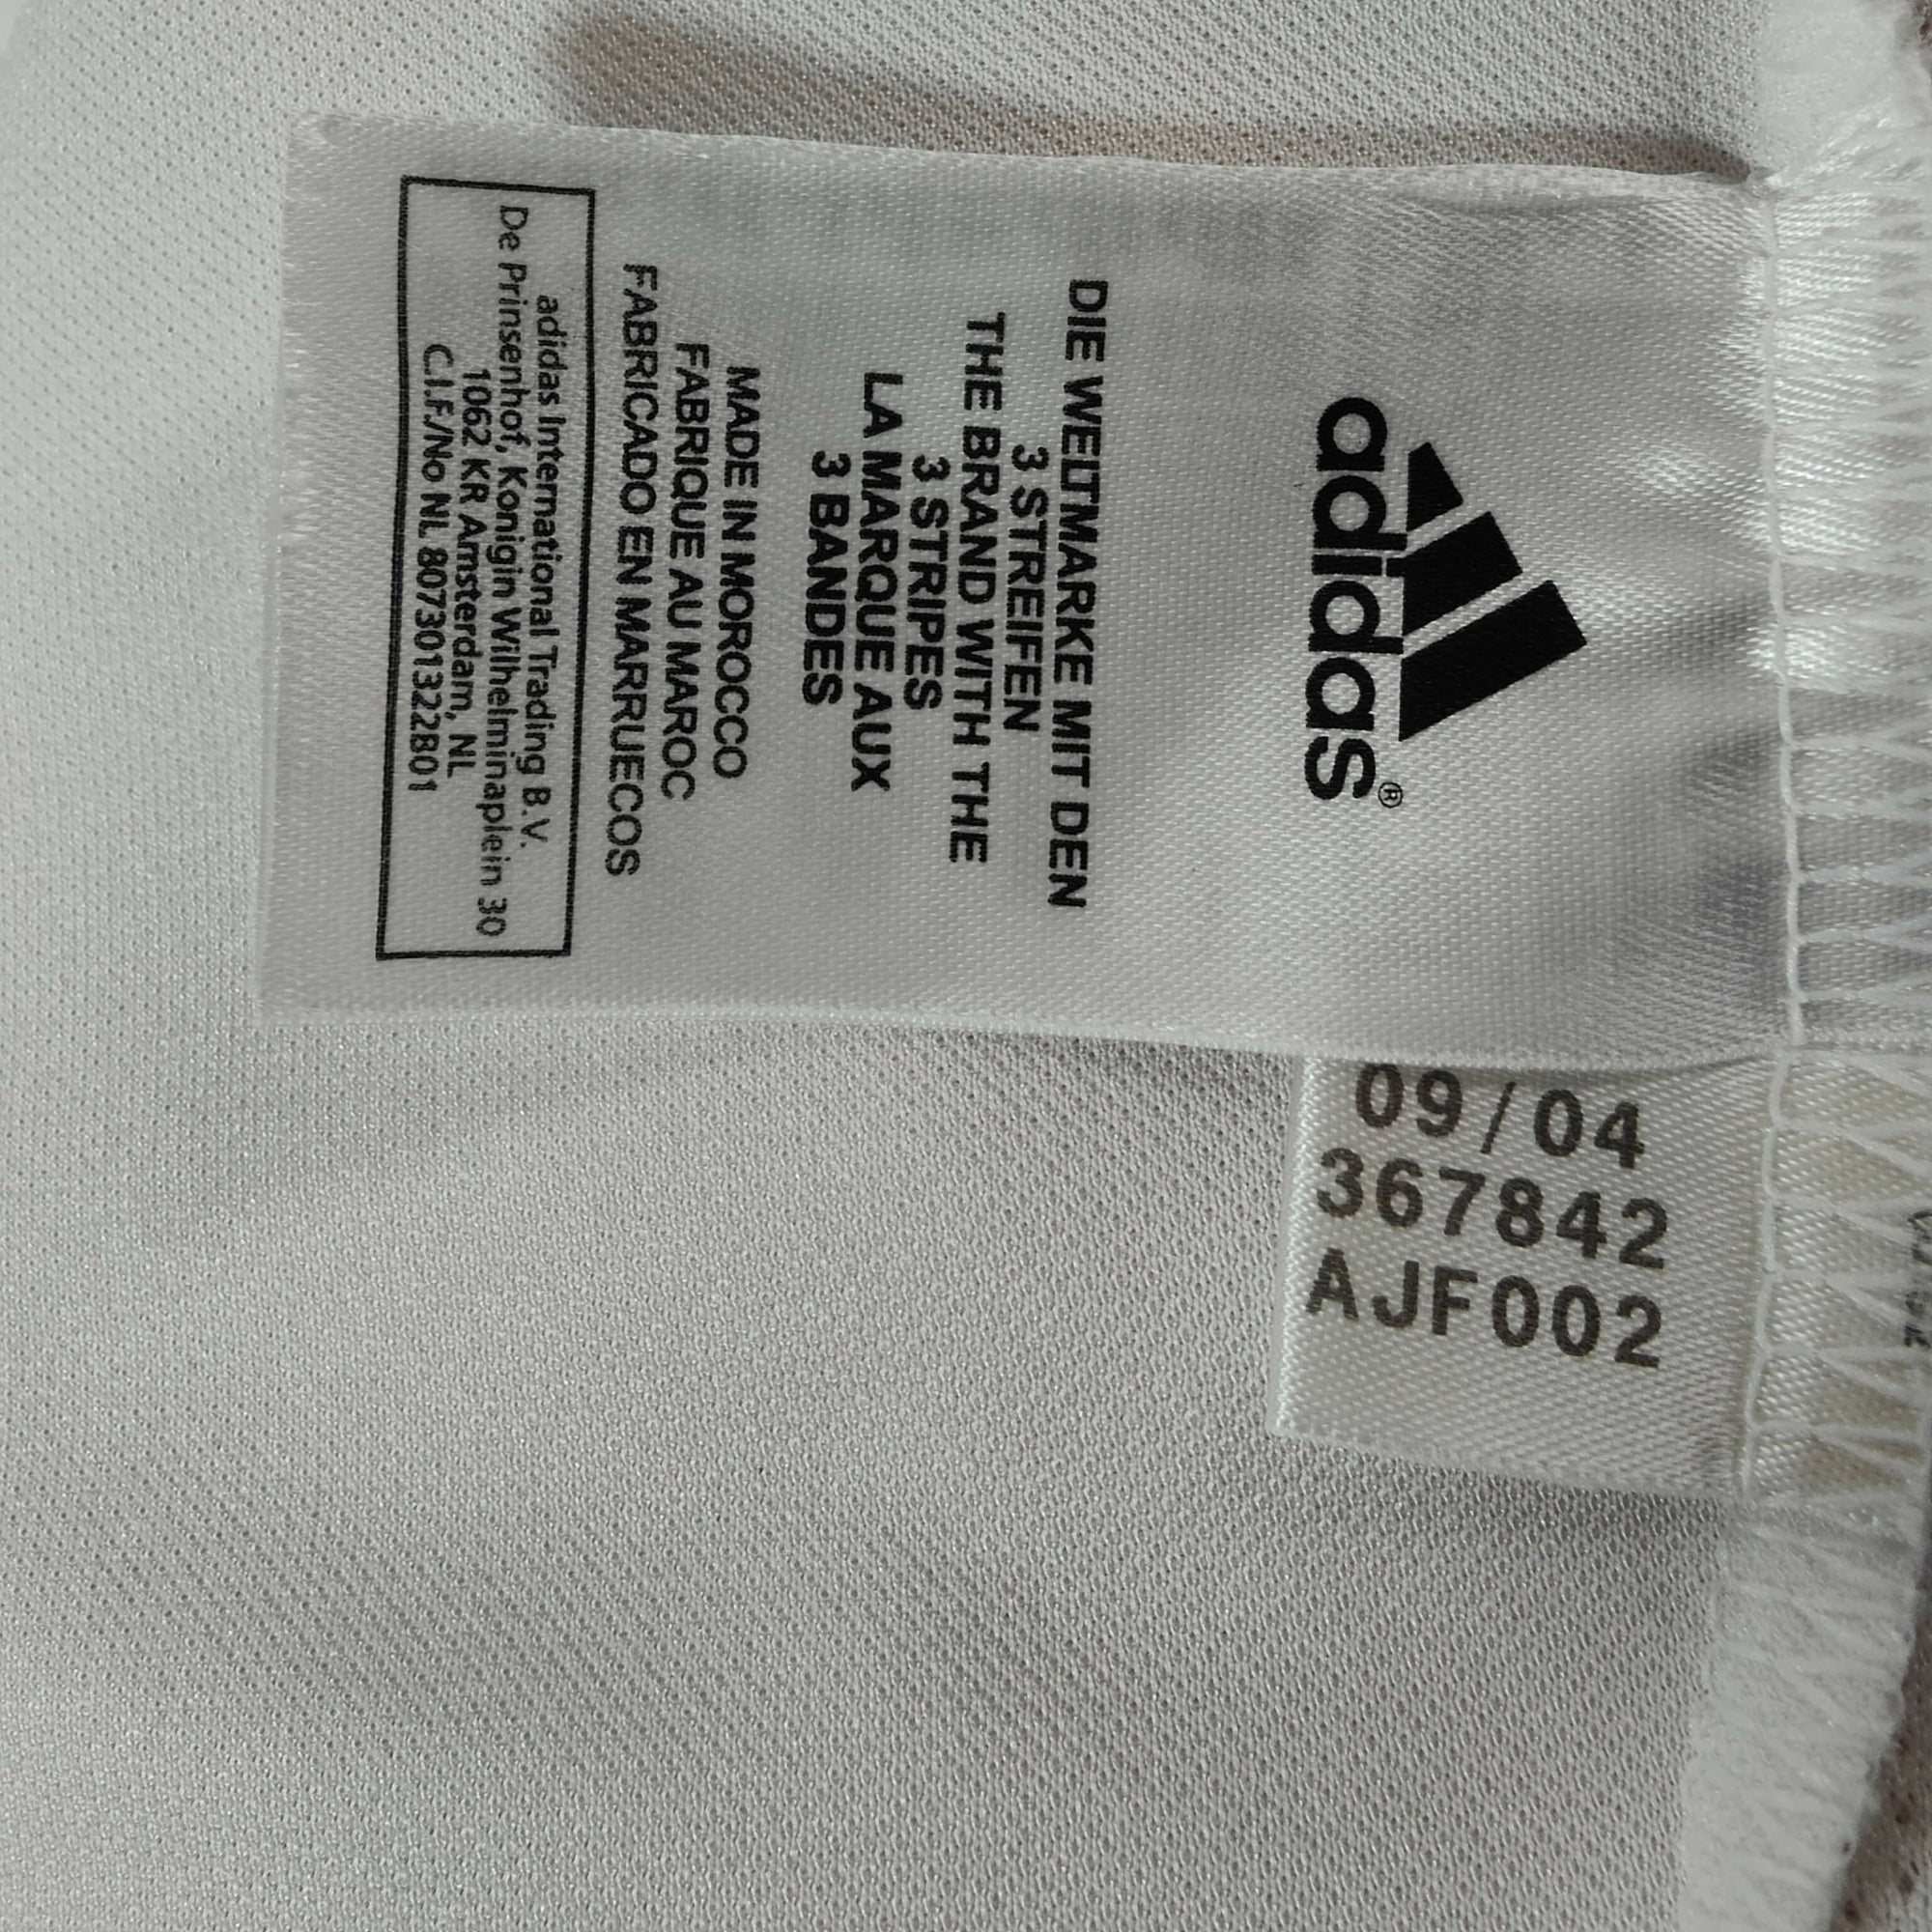 adidas®
DIE WELTMARKE MIT DEN
3 STREIFEN
THE BRAND WITH THE
3 STRIPES
LA MARQUE AUX
3 BANDES
MADE IN MOROCCO
FABRIQUE AU MAROC
FABRICADO EN MARRUECOS
adidas International Trading B.V.
De Prinsenhof, Konigin Wilhelminaplein 30
1062 KR Amsterdam, NL
C.I.F./No NL 807301322B01
09/04
367842
AJF002